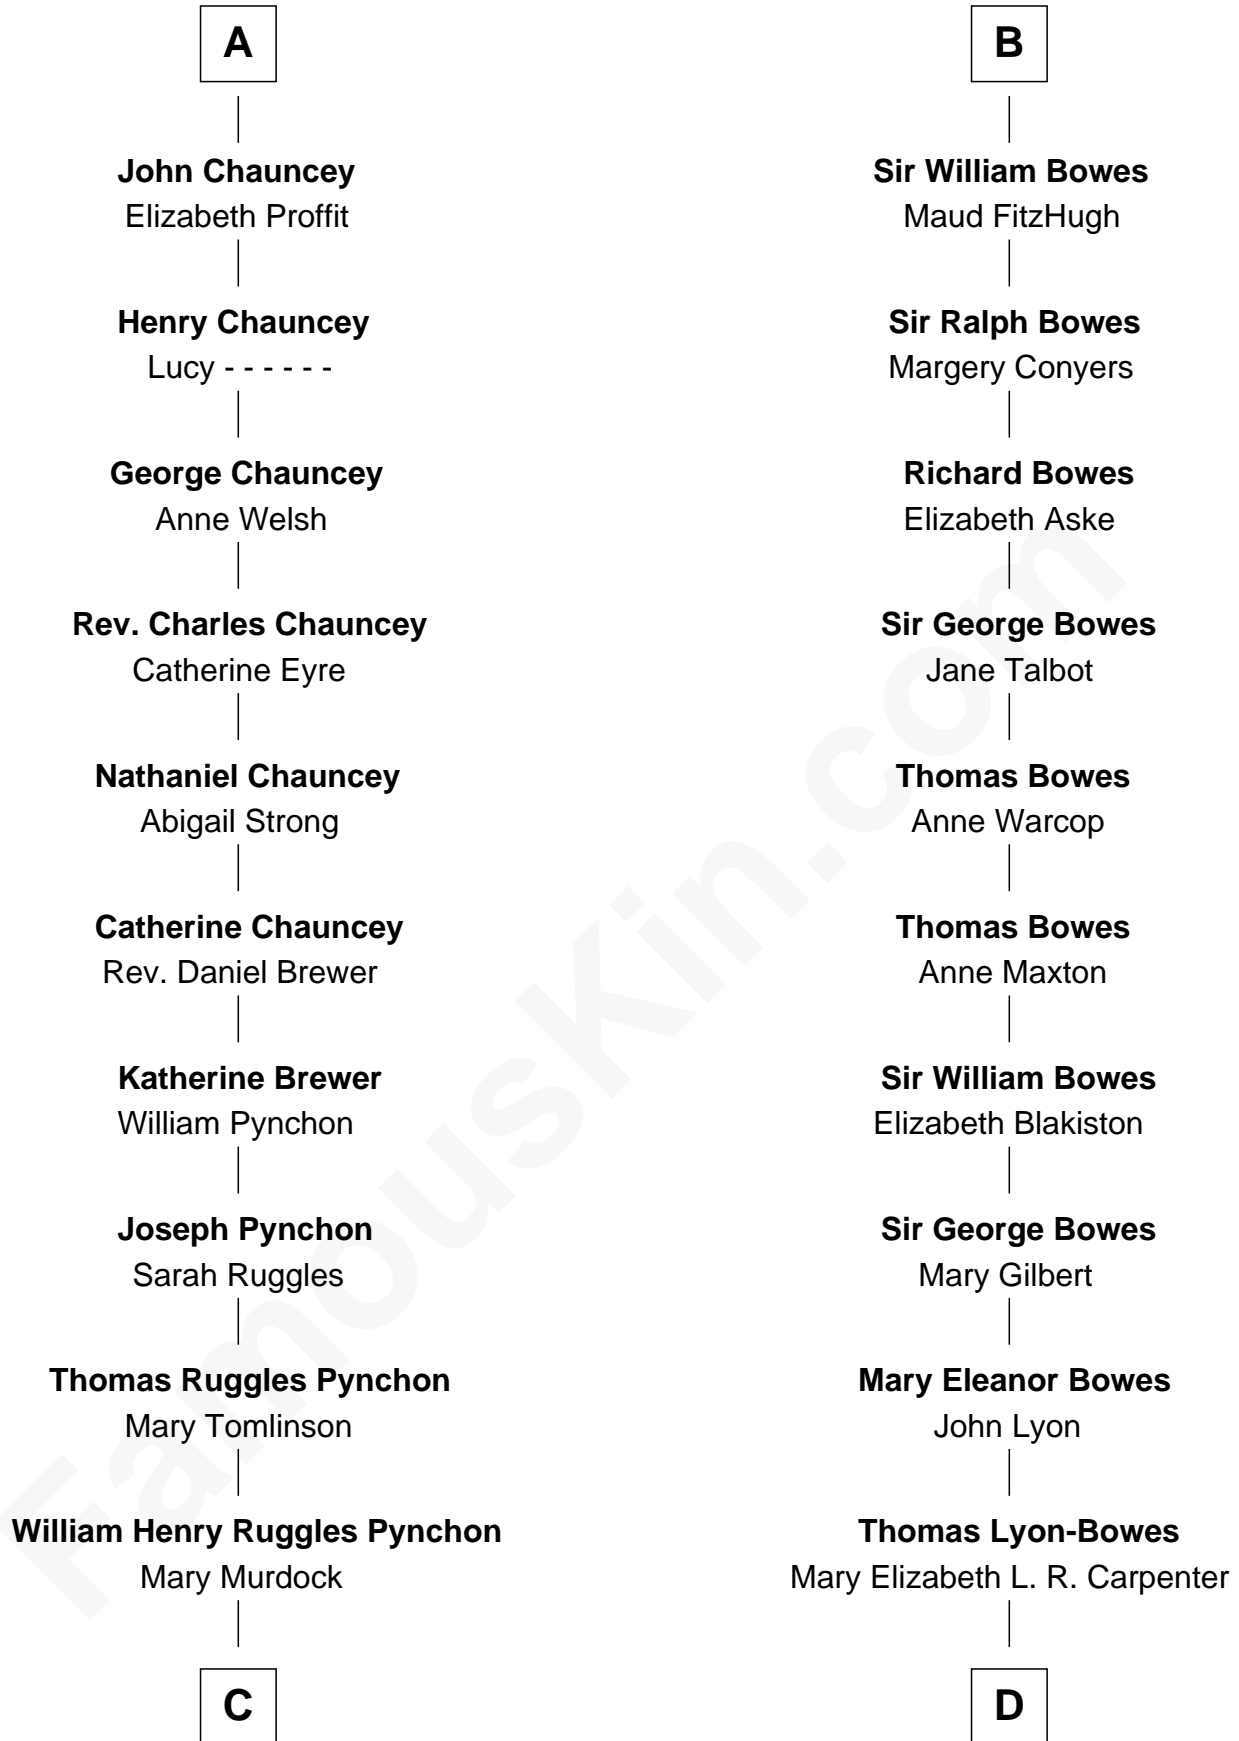 A
John Chauncey
Elizabeth Proffit
Henry Chauncey
Lucy - - - - - -
George Chauncey
Anne Welsh
Rev. Charles Chauncey
Catherine Eyre
Nathaniel Chauncey
Abigail Strong
Catherine Chauncey
Rev. Daniel Brewer
Katherine Brewer
William Pynchon
Joseph Pynchon
Sarah Ruggles
Thomas Ruggles Pynchon
Mary Tomlinson
William Henry Ruggles Pynchon
Mary Murdock
C
B
Sir William Bowes
Maud FitzHugh
Sir Ralph Bowes
Margery Conyers
Richard Bowes
Elizabeth Aske
Sir George Bowes
Jane Talbot
Thomas Bowes
Anne Warcop
Thomas Bowes
Anne Maxton
Sir William Bowes
Elizabeth Blakiston
Sir George Bowes
Mary Gilbert
Mary Eleanor Bowes
John Lyon
Thomas Lyon-Bowes
Mary Elizabeth L. R. Carpenter
D
FamousKin.com